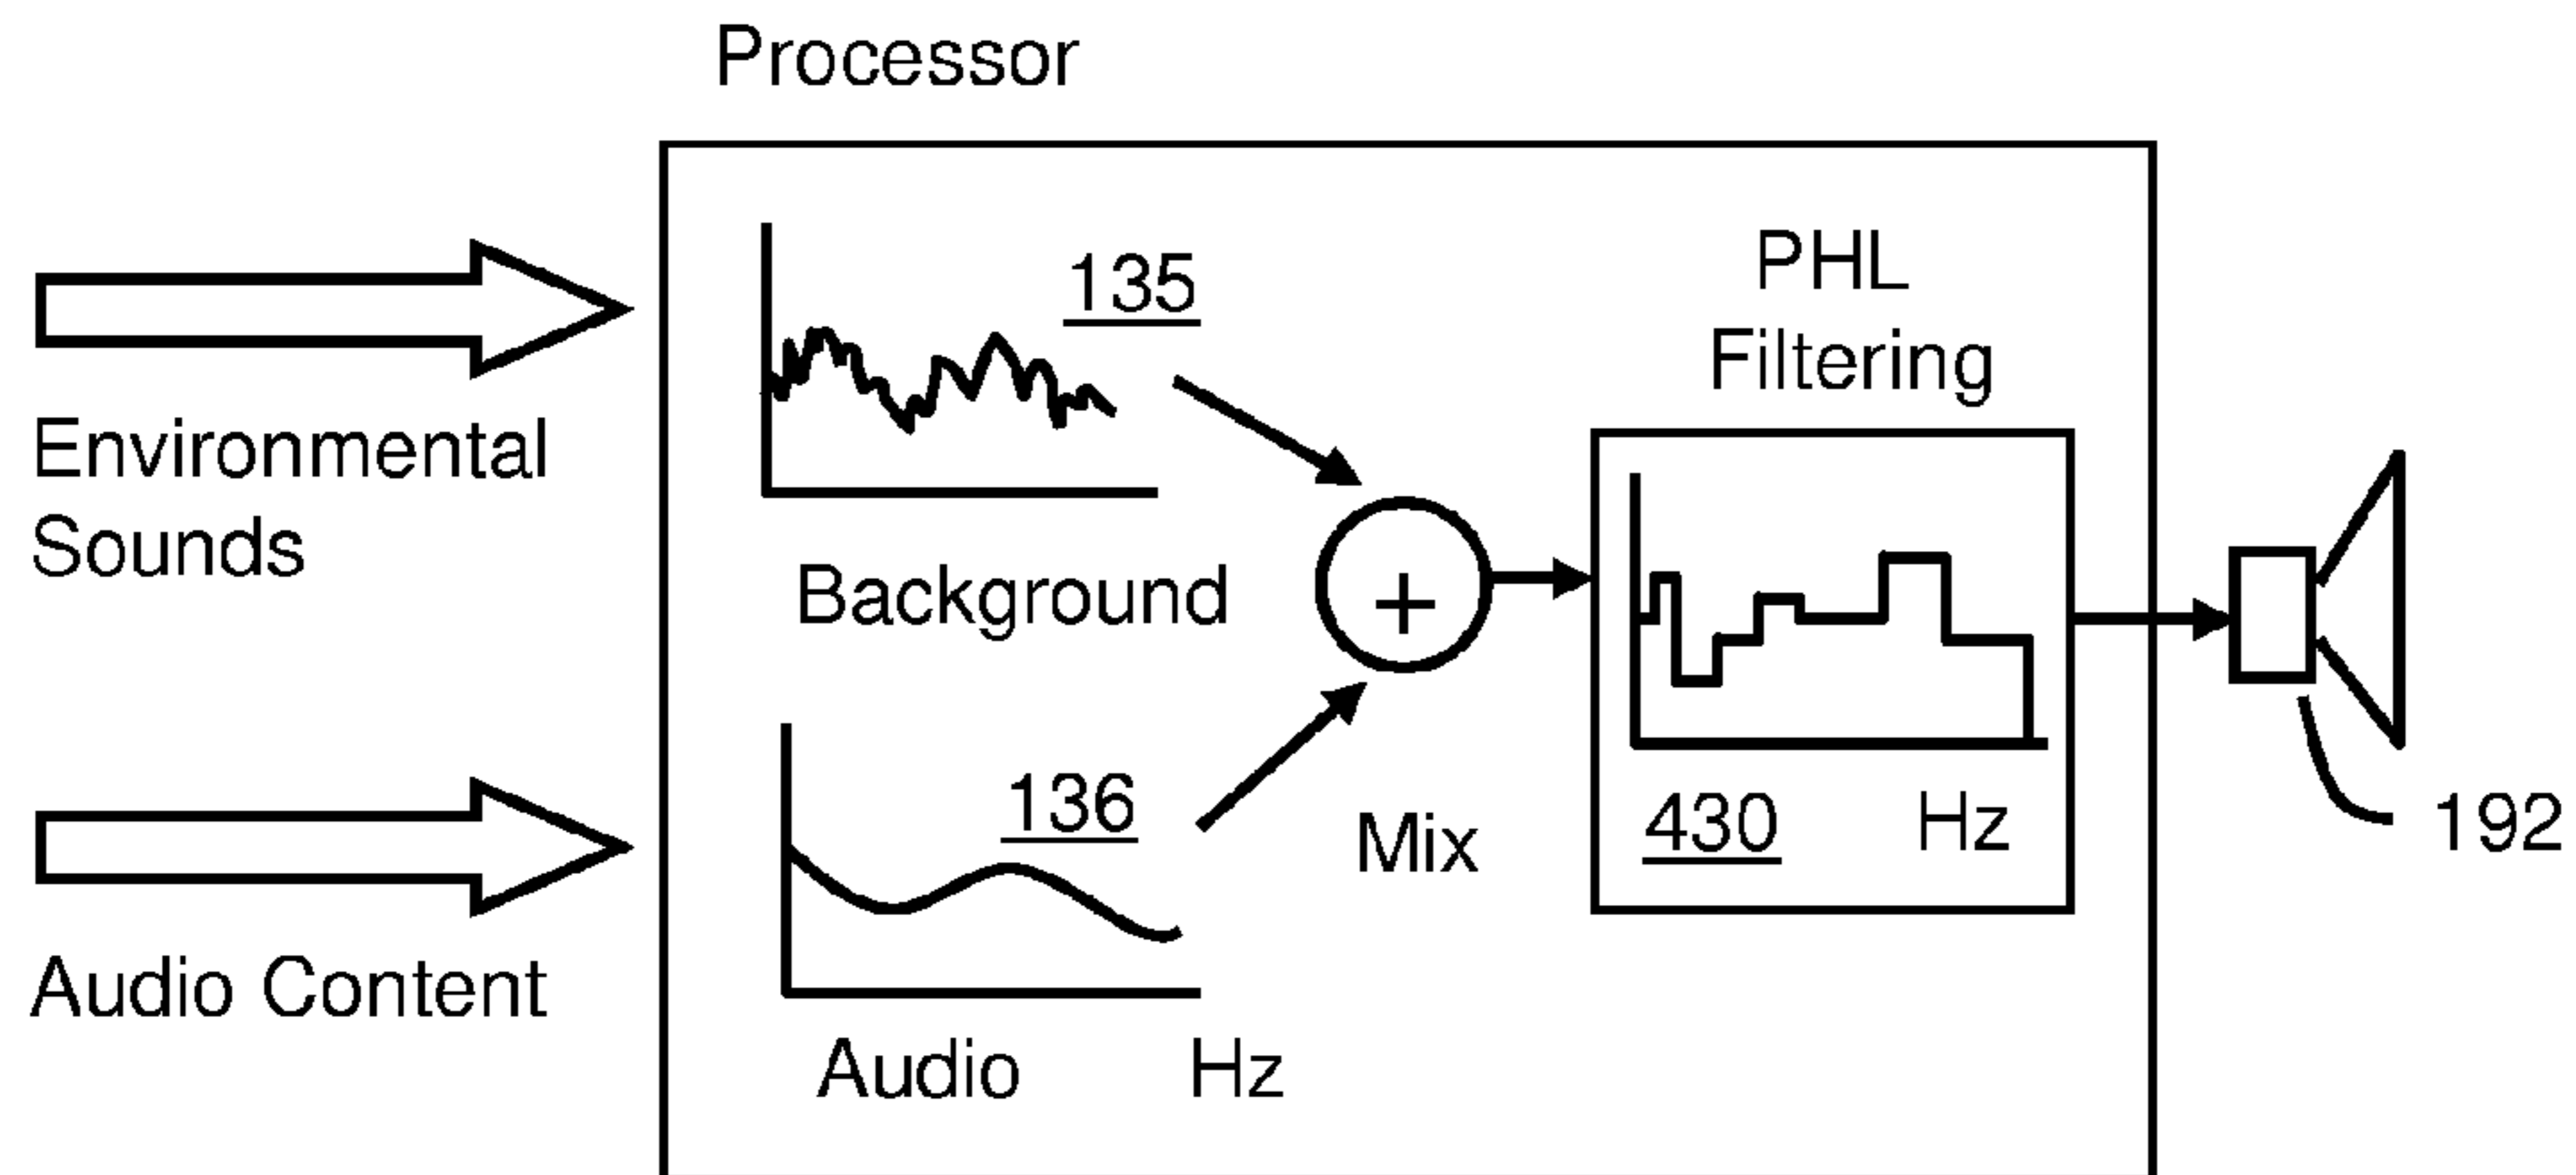 Processor
Environmental
Sounds
Audio Content
135
Background
136
Audio Hz
+
Mix
PHL
Filtering
430 Hz
192